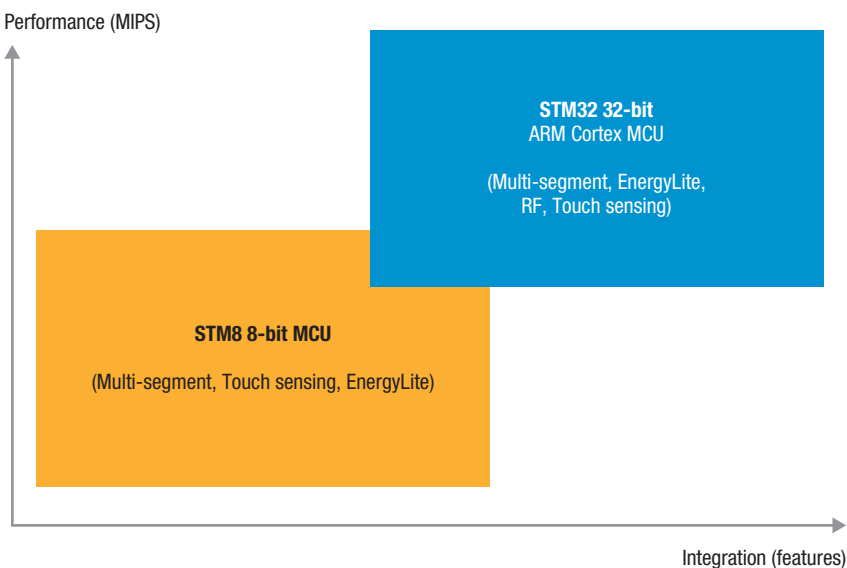 Performance (MIPS)
STM32 32-bit
ARM Cortex MCU
(Multi-segment, EnergyLite,
RF, Touch sensing)
STM8 8-bit MCU
(Multi-segment, Touch sensing, EnergyLite)
Integration (features)